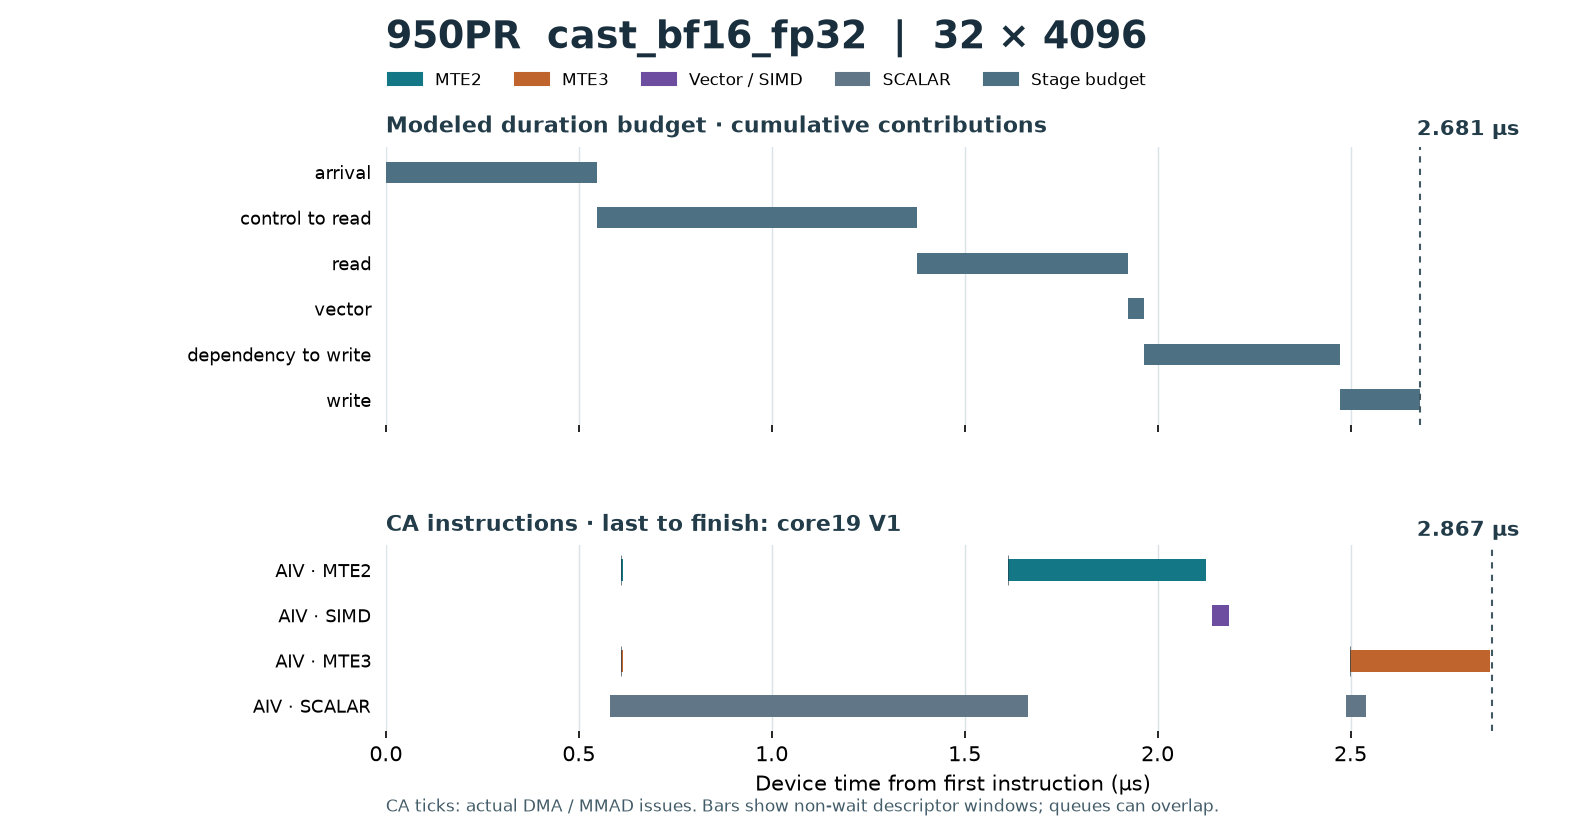 950PR cast_bf16_fp32 | 32 × 4096
MTE2 MTE3 Vector / SIMD SCALAR Stage budget
Modeled duration budget · cumulative contributions
2.681 µs
arrival
control to read
read
vector
dependency to write
write
CA instructions · last to finish: core19 V1
2.867 µs
AIV · MTE2
AIV · SIMD
AIV · MTE3
AIV · SCALAR
0.0 0.5 1.0 1.5 2.0 2.5
Device time from first instruction (µs)
CA ticks: actual DMA / MMAD issues. Bars show non-wait descriptor windows; queues can overlap.